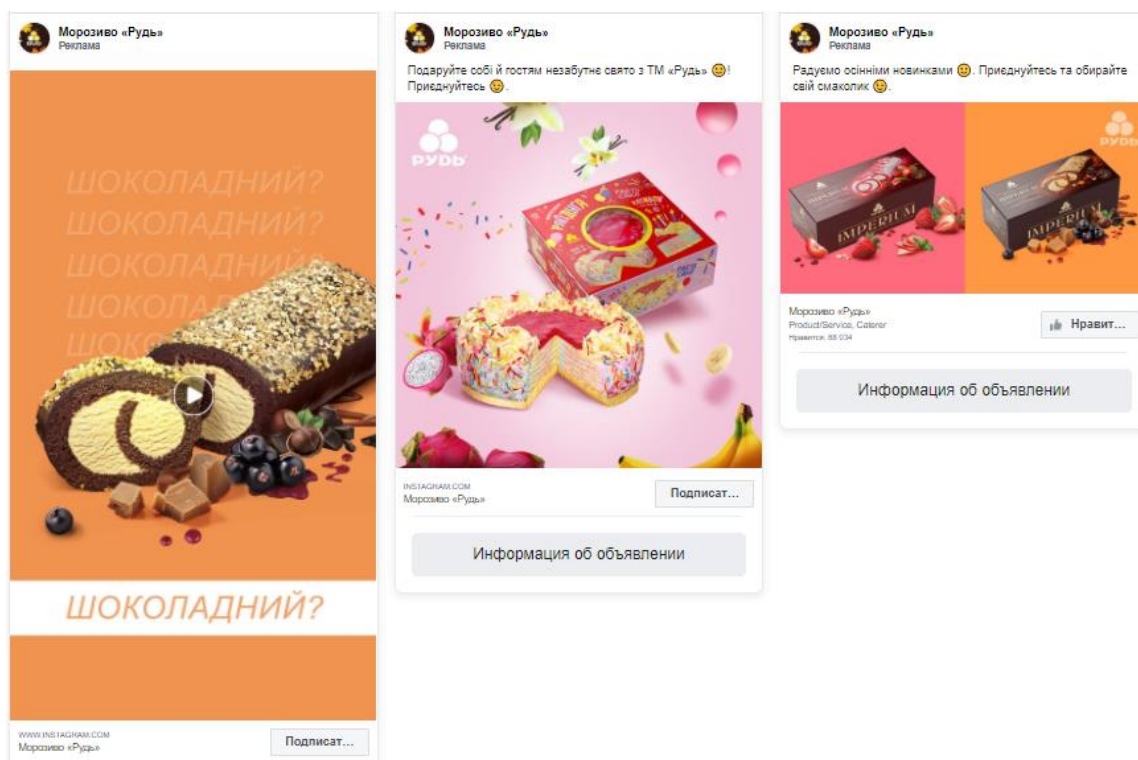 Морозиво «Рудь»
Реклама
ШОКОЛАДНИЙ?
ШОКОЛАДНИЙ?
ШОКОЛАДНИЙ
ШОКОЛАД
ШОКО
ШОКОЛАДНИЙ?
WWW.INSTAGRAM.COM
Морозиво «Рудь»
Подписат...
Морозиво «Рудь»
Реклама
Подаруйте собі й гостям незабутнє свято з ТМ «Рудь» 🙂!
Приєднуйтесь 😉.
РУДЬ
INSTAGRAM.COM
Морозиво «Рудь»
Подписат...
Информация об объявлении
Морозиво «Рудь»
Реклама
Радуємо осінніми новинками 🙂. Приєднуйтесь та обирайте
свій смаколик 😉.
РУДЬ
IMPERIUM
IMPERIUM
Морозиво «Рудь»
Product/Service, Caterer
Нравится: 88 034
Нравит...
Информация об объявлении